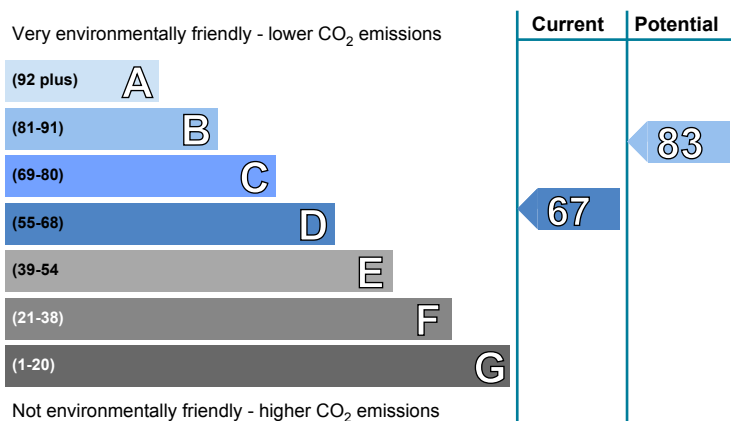 Very environmentally friendly - lower CO2 emissions
Current
Potential
(92 plus) A
(81-91) B
83
(69-80) C
(55-68) D
67
(39-54 E
(21-38) F
(1-20) G
Not environmentally friendly - higher CO2 emissions